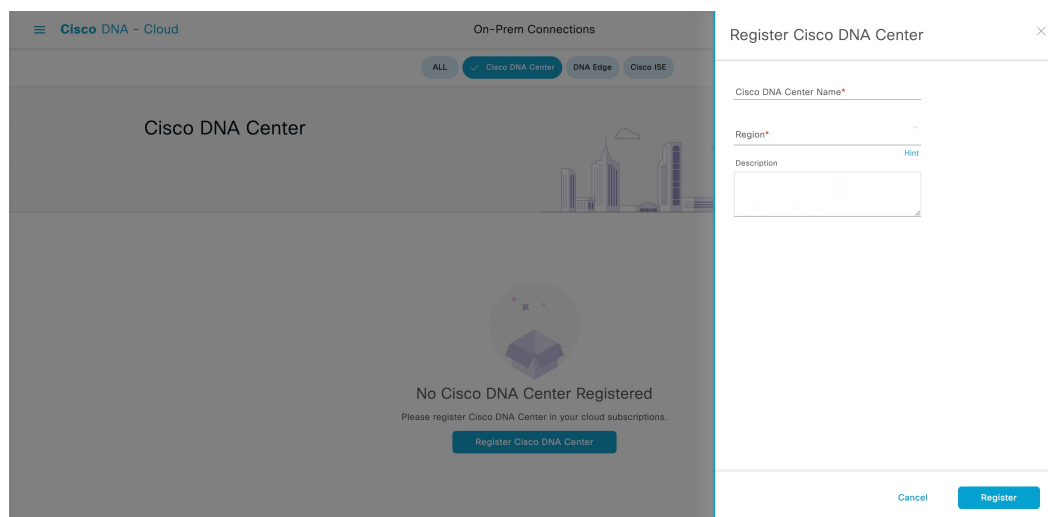 Cisco DNA - Cloud
On-Prem Connections
ALL
Cisco DNA Center
DNA Edge
Cisco ISE
Cisco DNA Center
No Cisco DNA Center Registered
Please register Cisco DNA Center in your cloud subscriptions.
Register Cisco DNA Center
Register Cisco DNA Center
Cisco DNA Center Name*
Region*
Hint
Description
Cancel
Register